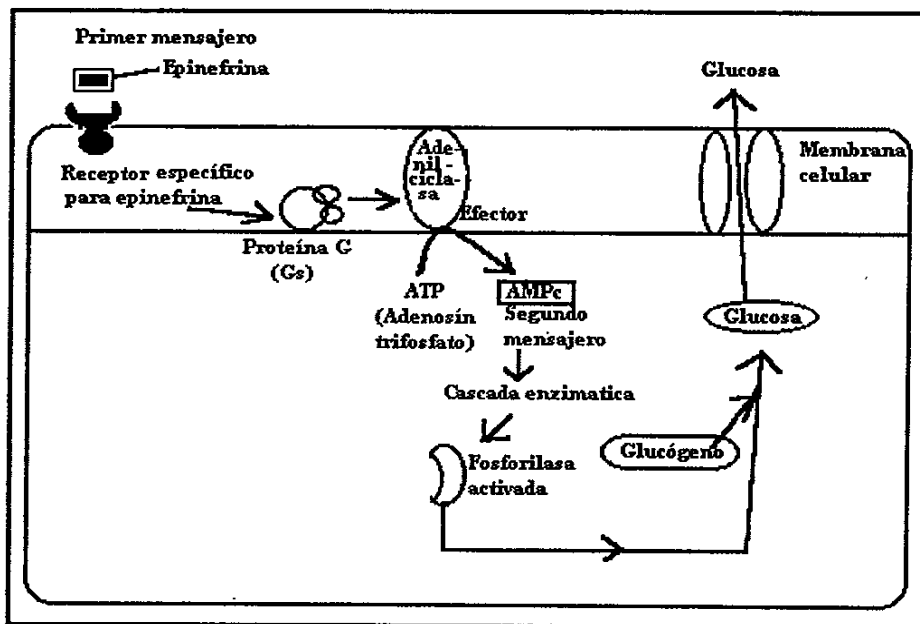 Primer mensajero
Epinefrina
Receptor específico
para epinefrina
Proteína G
(Gs)
Ade-
nil-
cicla-
sa
Efector
ATP
(Adenosín
trifosfato)
AMPc
Segundo
mensajero
Cascada enzimatica
Fosforilasa
activada
Glucógeno
Glucosa
Glucosa
Membrana
celular